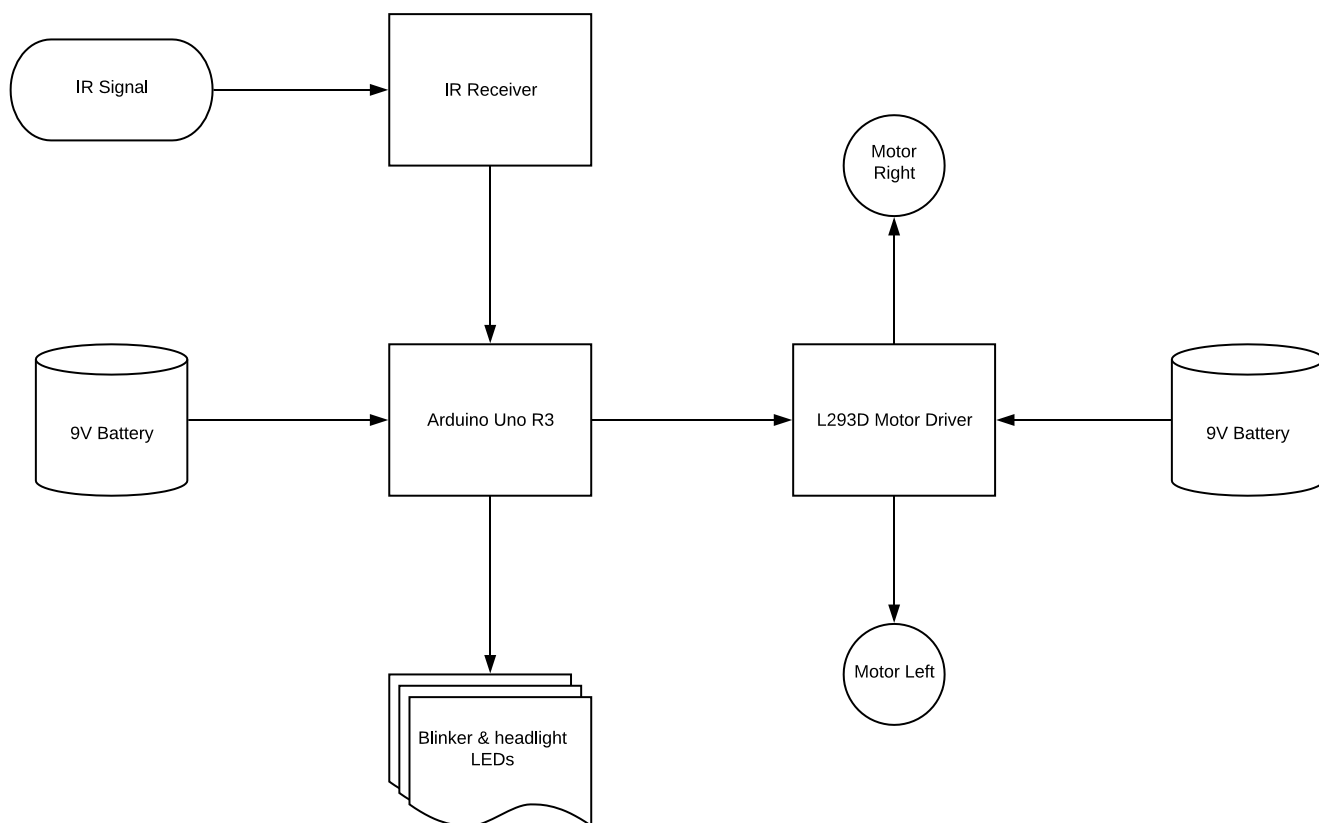 IR Signal
IR Receiver
Motor
Right
9V Battery
Arduino Uno R3
L293D Motor Driver
9V Battery
Motor Left
Blinker & headlight
LEDs